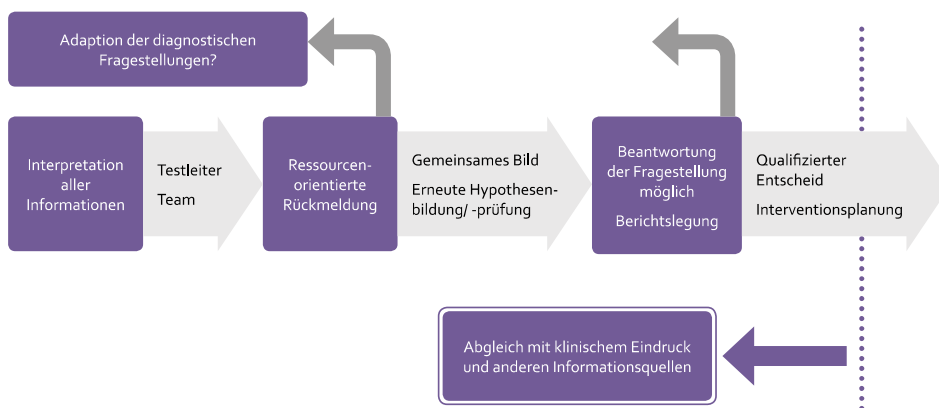 Adaption der diagnostischen
Fragestellungen?
Interpretation
aller
Informationen
Testleiter
Team
Ressourcen-
orientierte
Rückmeldung
Gemeinsames Bild
Erneute Hypothesen-
bildung/ -prüfung
Beantwortung
der Fragestellung
möglich
Berichtslegung
Qualifizierter
Entscheid
Interventionsplanung
Abgleich mit klinischem Eindruck
und anderen Informationsquellen